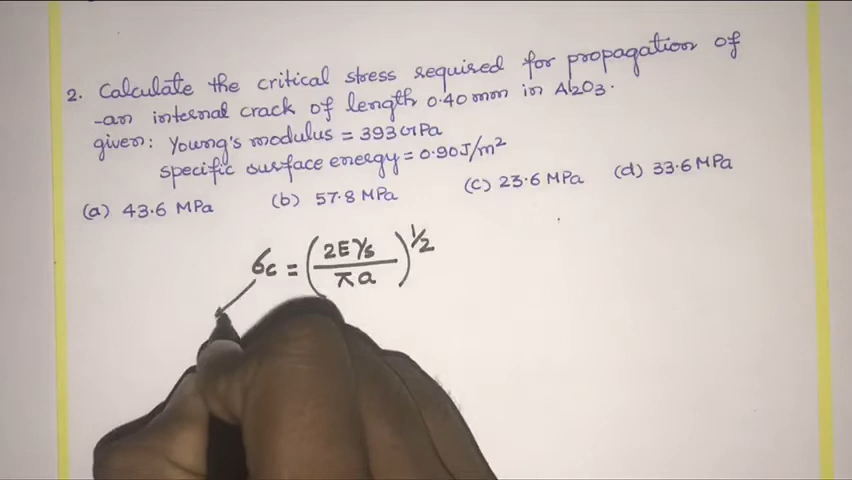 2. Calculate the critical stress required for propagation of
-an internal crack of length 0.40 mm in Al2O3.
given: Young's modulus = 393 GPa
specific surface energy = 0.90 J/m²
(a) 43.6 MPa (b) 57.8 MPa (c) 23.6 MPa (d) 33.6 MPa
σc = (2Eγs / πa)^1/2